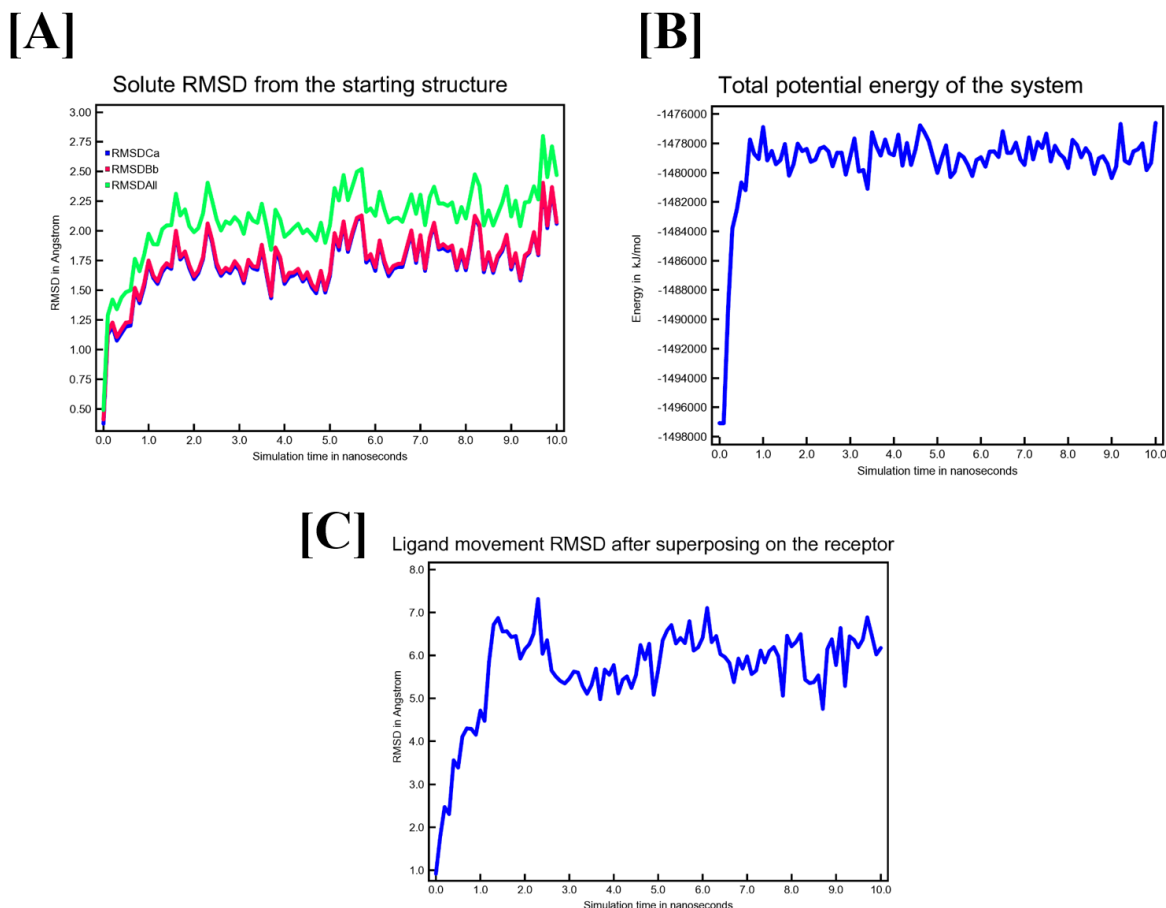 [A]
Solute RMSD from the starting structure
3.00
2.75
2.50
2.25
2.00
1.75
1.50
1.25
1.00
0.75
0.50
RMSD in Angstrom
RMSDCa
RMSDBb
RMSDAll
0.0 1.0 2.0 3.0 4.0 5.0 6.0 7.0 8.0 9.0 10.0
Simulation time in nanoseconds
[B]
Total potential energy of the system
-1476000
-1478000
-1480000
-1482000
-1484000
-1486000
-1488000
-1490000
-1492000
-1494000
-1496000
-1498000
Energy in kJ/mol
0.0 1.0 2.0 3.0 4.0 5.0 6.0 7.0 8.0 9.0 10.0
Simulation time in nanoseconds
[C]
Ligand movement RMSD after superposing on the receptor
8.0
7.0
6.0
5.0
4.0
3.0
2.0
1.0
RMSD in Angstrom
0.0 1.0 2.0 3.0 4.0 5.0 6.0 7.0 8.0 9.0 10.0
Simulation time in nanoseconds